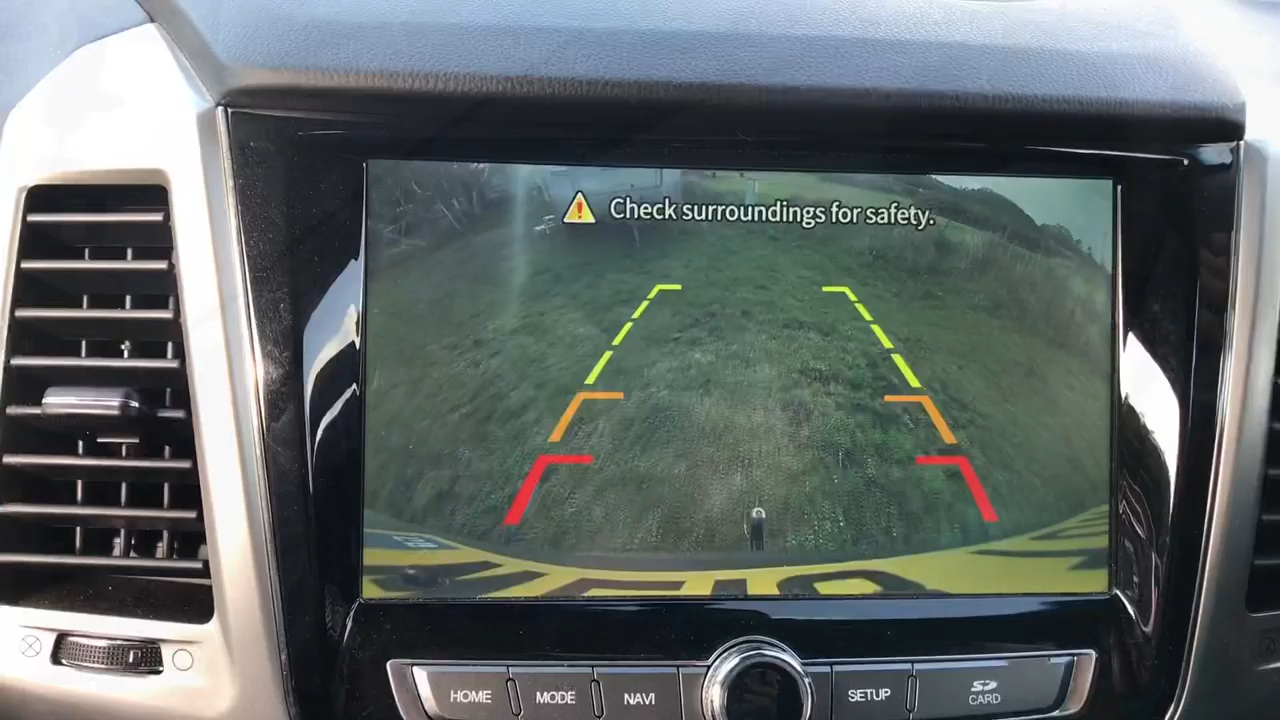 Check surroundings for safety.
HOME
MODE
NAVI
SETUP
SD
CARD